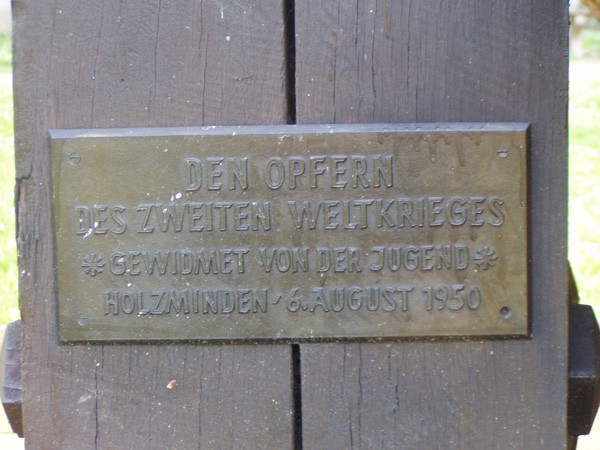 DEN OPFERN
DES ZWEITEN WELTKRIEGES
*GEWIDMET VON DER JUGEND*
HOLZMINDEN - 6. AUGUST 1950